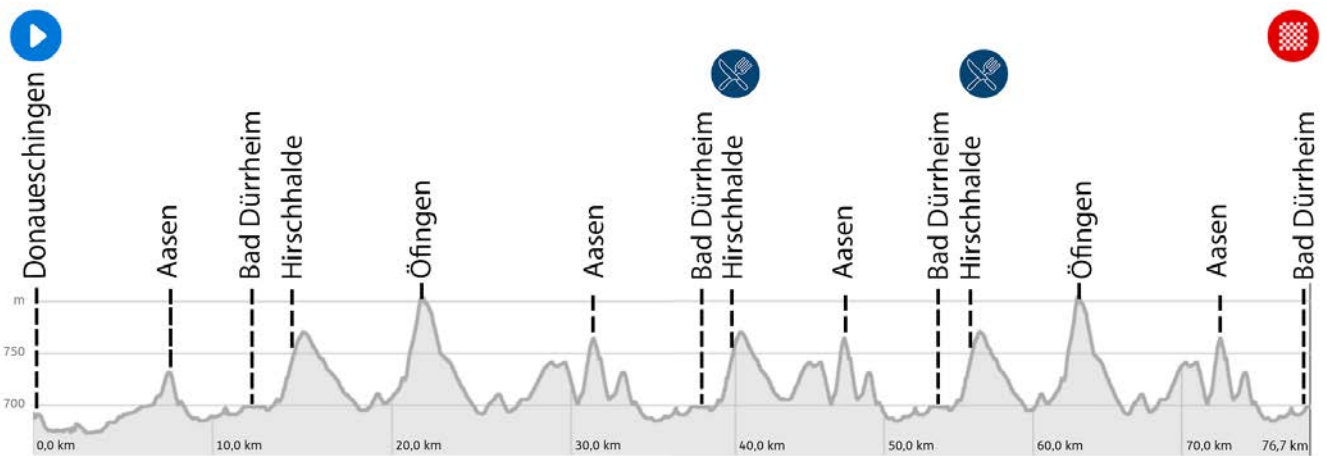 Donaueschingen
Aasen
Bad Dürrheim
Hirschhalde
Öfingen
Aasen
Bad Dürrheim
Hirschhalde
Aasen
Bad Dürrheim
Hirschhalde
Öfingen
Aasen
Bad Dürrheim
m
750
700
0,0 km
10,0 km
20,0 km
30,0 km
40,0 km
50,0 km
60,0 km
70,0 km
76,7 km